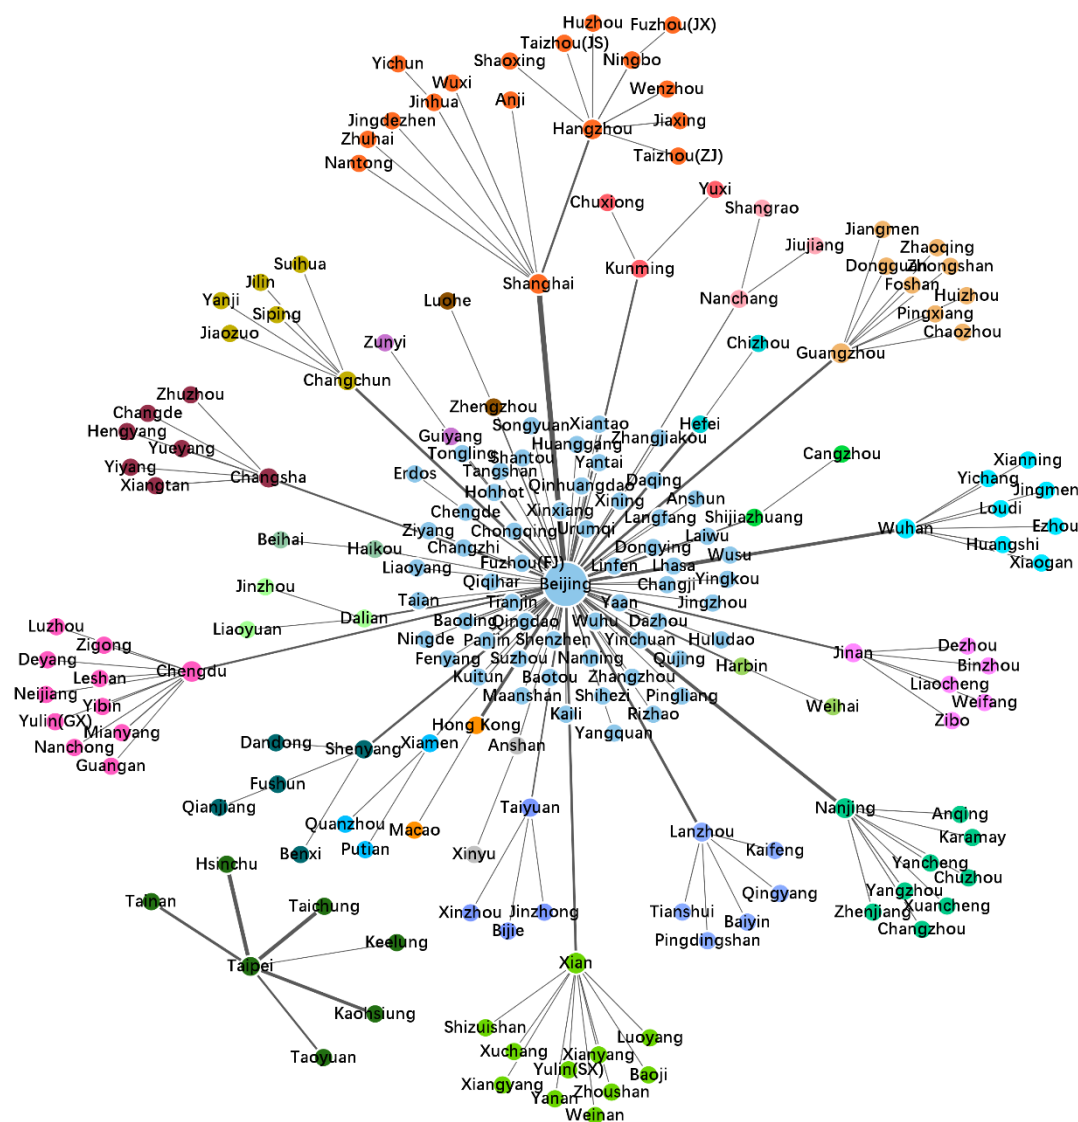 Huzhou
Fuzhou(JX)
Taizhou(JS)
Shaoxing
Ningbo
Yichun
Wuxi
Wenzhou
Jinhua
Anji
Jingdezhen
Hangzhou
Jiaxing
Zhuhai
Taizhou(ZJ)
Nantong
Yuxi
Chuxiong
Shangrao
Jiangmen
Jiujiang
Zhaoqing
Suihua
Kunming
Dongguan
Zhongshan
Jilin
Shanghai
Foshan
Yanji
Luohe
Nanchang
Huizhou
Siping
Pingxiang
Jiaozuo
Zunyi
Chizhou
Chaozhou
Guangzhou
Changchun
Zhuzhou
Zhengzhou
Changde
Songyuan
Xiantao
Hefei
Hengyang
Guiyang
Huanggang
Zhangjiakou
Yueyang
Tongling
Shantou
Cangzhou
Yiyang
Tangshan
Yantai
Xianning
Erdos
Changsha
Yichang
Xiangtan
Qinhuangdao
Daqing
Jingmen
Hohhot
Xining
Anshun
Chengde
Xinxiang
Langfang
Shijiazhuang
Loudi
Ziyang
Chongqing
Urumqi
Laiwu
Wuhan
Ezhou
Beihai
Haikou
Changzhi
Dongying
Wusu
Huangshi
Liaoyang
Fuzhou(FJ)
Linfen
Lhasa
Xiaogan
Jinzhou
Qiqihar
Beijing
Changji
Yingkou
Taian
Tianjin
Yaan
Jingzhou
Liaoyuan
Dalian
Baoding
Qingdao
Wuhu
Dazhou
Luzhou
Ningde
Panjin
Shenzhen
Yinchuan
Huludao
Zigong
Dezhou
Deyang
Fenyang
Suzhou
Nanning
Qujing
Harbin
Jinan
Binzhou
Leshan
Chengdu
Kuitun
Baotou
Zhangzhou
Liaocheng
Neijiang
Maanshan
Shihezi
Pingliang
Weifang
Yibin
Kaili
Rizhao
Weihai
Zibo
Yulin(GX)
Mianyang
Hong Kong
Yangquan
Nanchong
Dandong
Shenyang
Xiamen
Anshan
Guangan
Fushun
Qianjiang
Taiyuan
Nanjing
Anqing
Quanzhou
Macao
Lanzhou
Karamay
Benxi
Putian
Xinyu
Kaifeng
Hsinchu
Yancheng
Chuzhou
Tainan
Taichung
Qingyang
Yangzhou
Xinzhou
Jinzhong
Tianshui
Baiyin
Zhenjiang
Xuancheng
Bijie
Changzhou
Keelung
Pingdingshan
Taipei
Xian
Kaohsiung
Shizuishan
Luoyang
Taoyuan
Xuchang
Xianyang
Yulin(SX)
Baoji
Xiangyang
Zhoushan
Yanan
Weinan